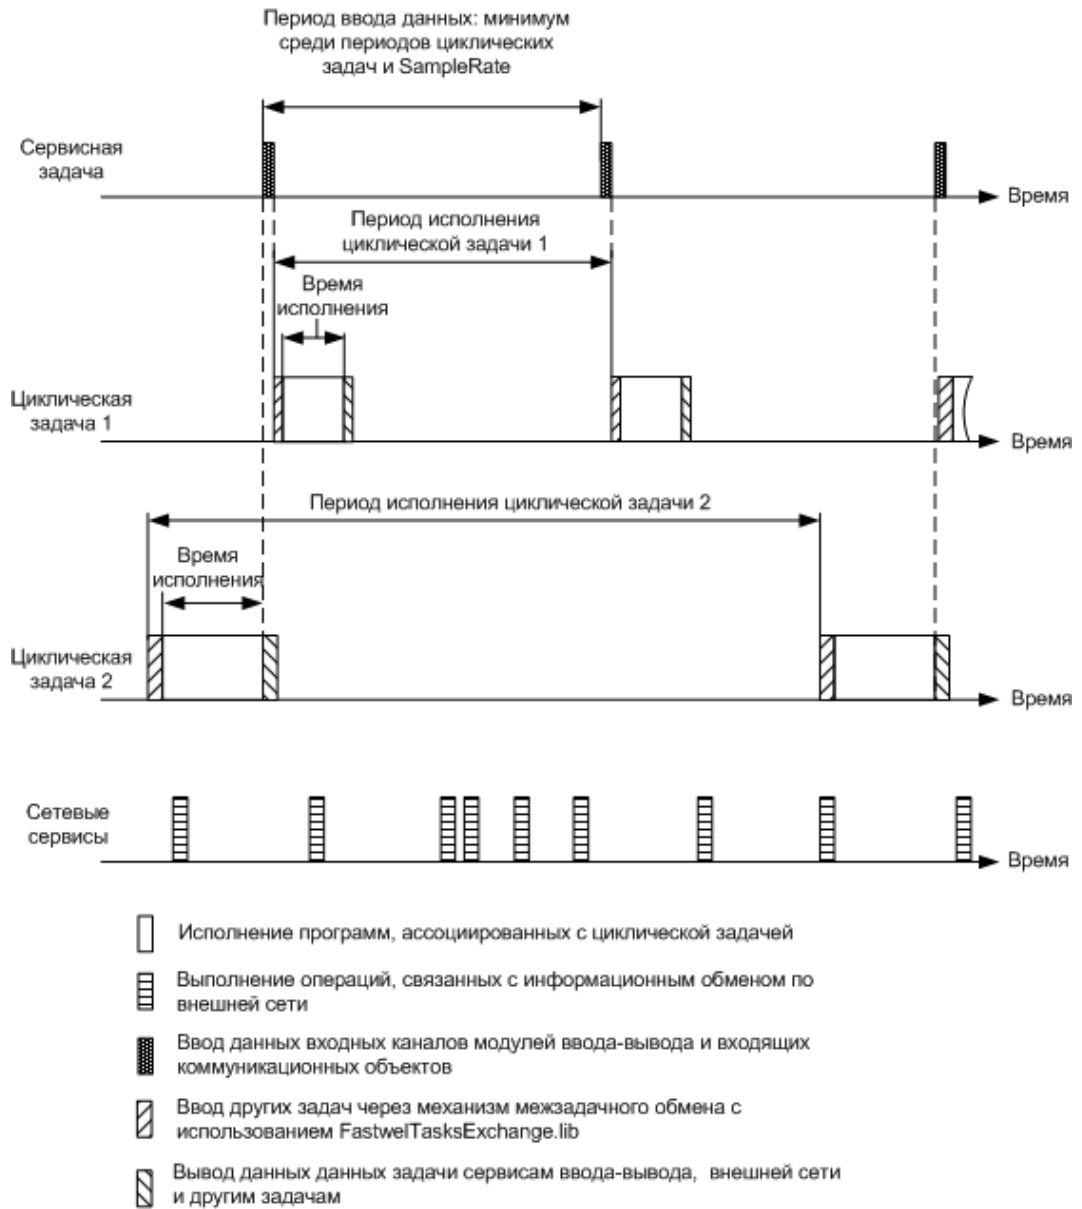 Период ввода данных: минимум
среди периодов циклических
задач и SampleRate
Сервисная
задача
Время
Период исполнения
циклической задачи 1
Время
исполнения
Циклическая
задача 1
Время
Период исполнения циклической задачи 2
Время
исполнения
Циклическая
задача 2
Время
Сетевые
сервисы
Время
Исполнение программ, ассоциированных с циклической задачей
Выполнение операций, связанных с информационным обменом по
внешней сети
Ввод данных входных каналов модулей ввода-вывода и входящих
коммуникационных объектов
Ввод других задач через механизм межзадачного обмена с
использованием FastwelTasksExchange.lib
Вывод данных данных задачи сервисам ввода-вывода, внешней сети
и другим задачам